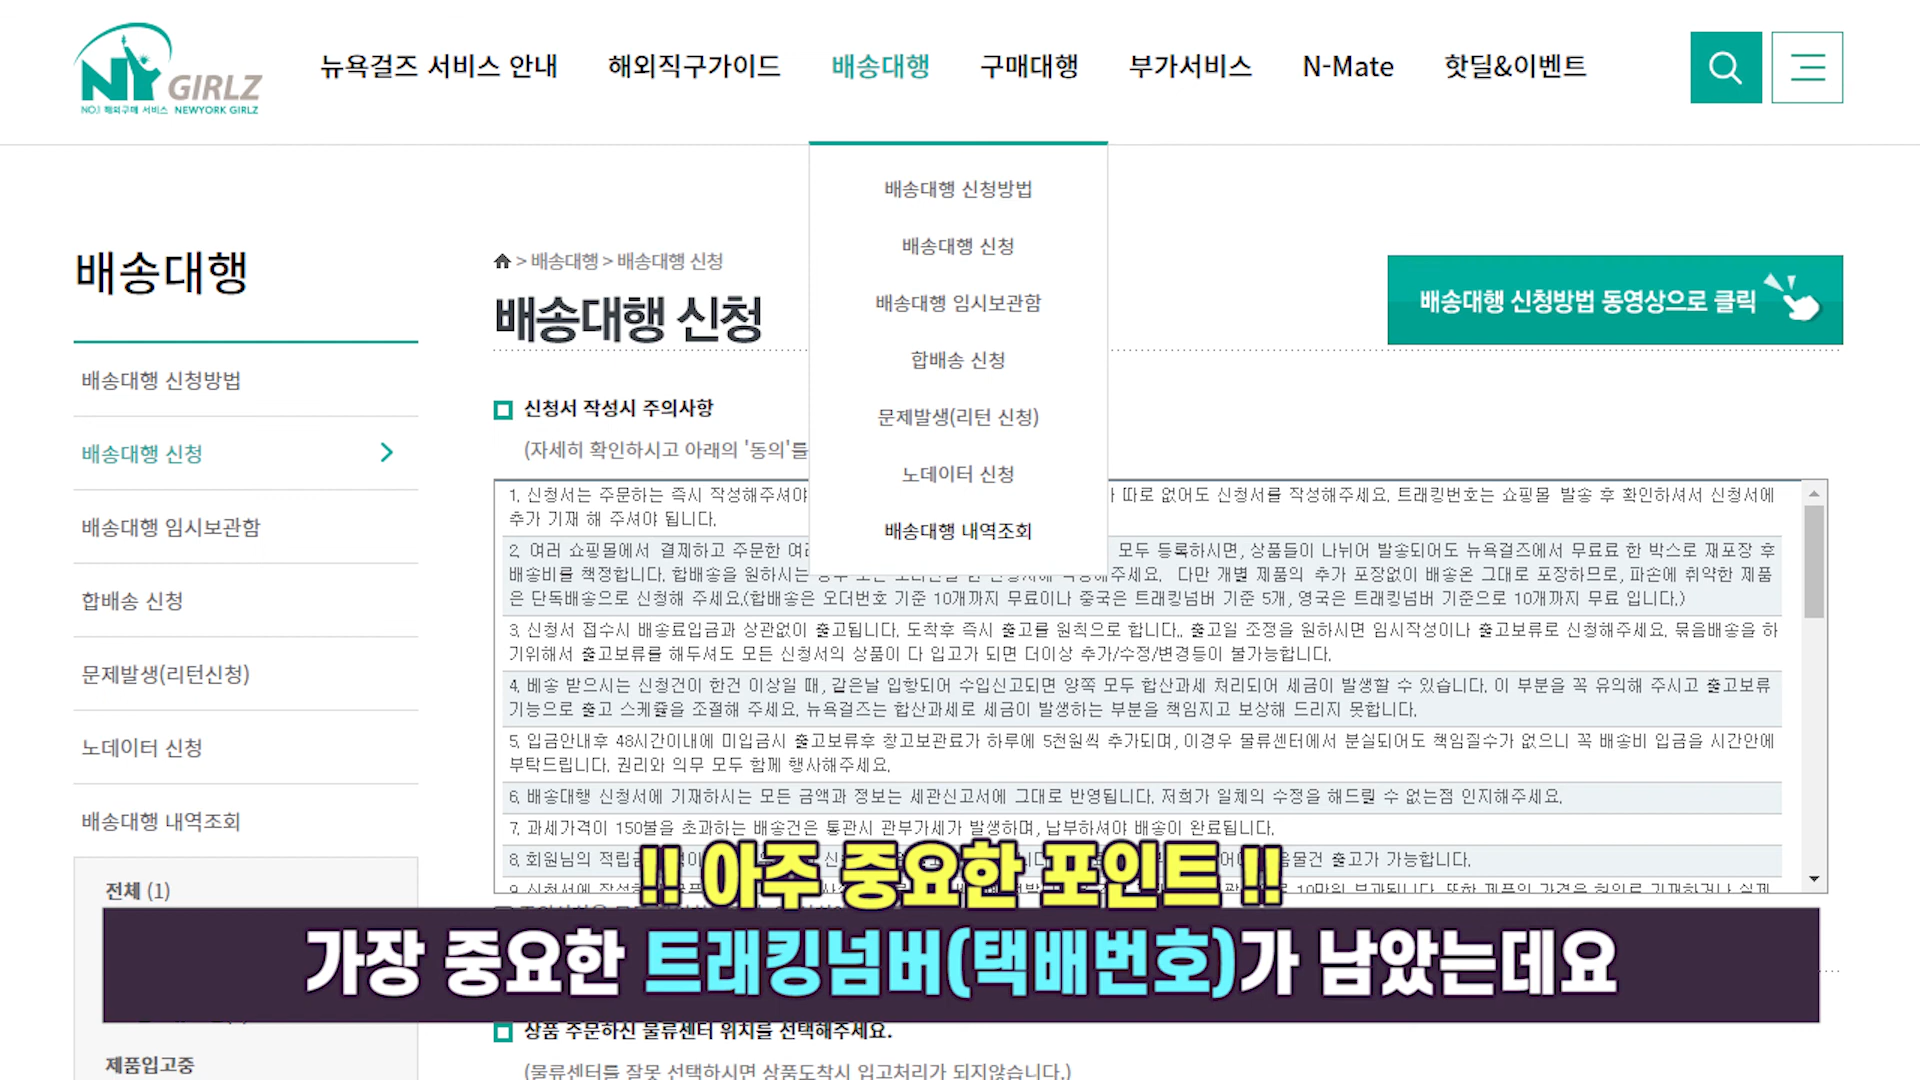 NY GIRLZ
NO.1 해외구매 서비스 NEWYORK GIRLZ
뉴욕걸즈 서비스 안내
해외직구가이드
배송대행
구매대행
부가서비스
N-Mate
핫딜&이벤트
배송대행 신청방법
배송대행 신청
배송대행 임시보관함
합배송 신청
문제발생(리턴 신청)
노데이터 신청
배송대행 내역조회
배송대행
배송대행 신청방법
배송대행 신청
배송대행 임시보관함
합배송 신청
문제발생(리턴신청)
노데이터 신청
배송대행 내역조회
전체 (1)
제품입고중
> 배송대행 > 배송대행 신청
배송대행 신청
배송대행 신청방법 동영상으로 클릭
신청서 작성시 주의사항
(자세히 확인하시고 아래의 '동의'를
1. 신청서는 주문하는 즉시 작성해주셔야 따로 없어도 신청서를 작성해주세요. 트래킹번호는 쇼핑몰 발송 후 확인하셔서 신청서에
추가 기재 해 주셔야 됩니다.
2. 여러 쇼핑몰에서 결제하고 주문한 모두 등록하시면, 상품들이 나뉘어 발송되어도 뉴욕걸즈에서 무료료 한 박스로 재포장 후
배송비를 책정합니다. 합배송을 원하시는 다만 개별 제품의 추가 포장없이 배송온 그대로 포장하므로, 파손에 취약한 제품
은 단독배송으로 신청해 주세요.(합배송은 오더번호 기준 10개까지 무료이나 중국은 트래킹넘버 기준 5개, 영국은 트래킹넘버 기준으로 10개까지 무료 입니다.)
3. 신청서 접수시 배송료입금과 상관없이 출고됩니다. 도착후 즉시 출고를 원칙으로 합니다.. 출고일 조정을 원하시면 임시작성이나 출고보류로 신청해주세요. 묶음배송을 하
기위해서 출고보류를 해두셔도 모든 신청서의 상품이 다 입고가 되면 더이상 추가/수정/변경등이 불가능합니다.
4. 베송 받으시는 신청건이 한건 이상일 때, 같은날 입항되어 수입신고되면 양쪽 모두 합산과세 처리되어 세금이 발생할 수 있습니다. 이 부분을 꼭 유의해 주시고 출고보류
기능으로 출고 스케쥴을 조절해 주세요. 뉴욕걸즈는 합산과세로 세금이 발생하는 부분을 책임지고 보상해 드리지 못합니다.
5. 입금안내후 48시간이내에 미입금시 출고보류후 창고보관료가 하루에 5천원씩 추가되며, 이경우 물류센터에서 분실되어도 책임질수가 없으니 꼭 배송비 입금을 시간안에
부탁드립니다. 권리와 의무 모두 함께 행사해주세요.
6. 배송대행 신청서에 기재하시는 모든 금액과 정보는 세관신고서에 그대로 반영됩니다. 저희가 일체의 수정을 해드릴 수 없는점 인지해주세요.
7. 과세가격이 150불을 초과하는 배송건은 통관시 관부가세가 발생하며, 납부하셔야 배송이 완료됩니다.
8. 회원님의 적립금 출고가 가능합니다.
!! 아주 중요한 포인트 !!
가장 중요한 트래킹넘버(택배번호)가 남았는데요
상품 주문하신 물류센터 위치를 선택해주세요.
(물류센터를 잘못 선택하시면 상품도착시 입고처리가 되지않습니다.)